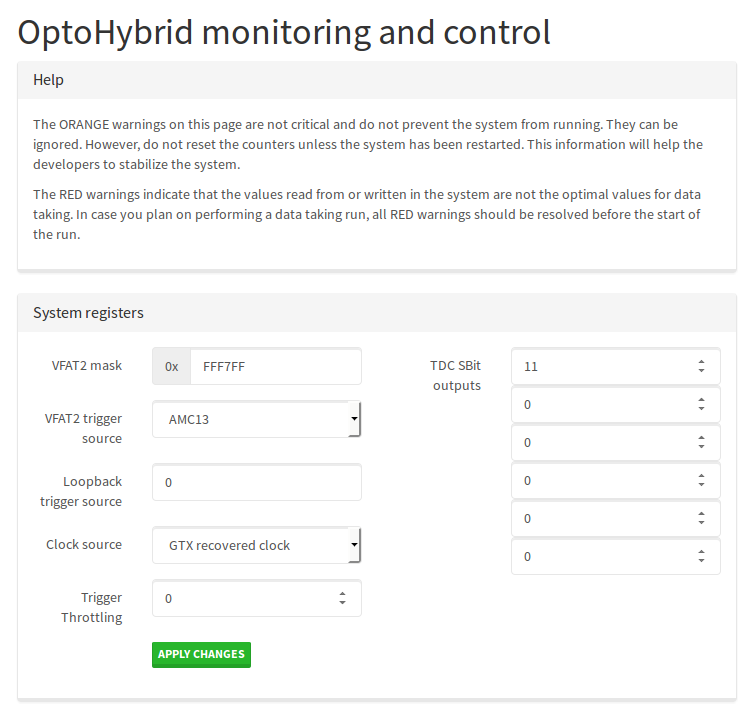 OptoHybrid monitoring and control
Help
The ORANGE warnings on this page are not critical and do not prevent the system from running. They can be
ignored. However, do not reset the counters unless the system has been restarted. This information will help the
developers to stabilize the system.
The RED warnings indicate that the values read from or written in the system are not the optimal values for data
taking. In case you plan on performing a data taking run, all RED warnings should be resolved before the start of
the run.
System registers
VFAT2 mask
0x FFF7FF
VFAT2 trigger
source
AMC13
Loopback
trigger source
0
Clock source
GTX recovered clock
Trigger
Throttling
0
APPLY CHANGES
TDC SBit
outputs
11
0
0
0
0
0